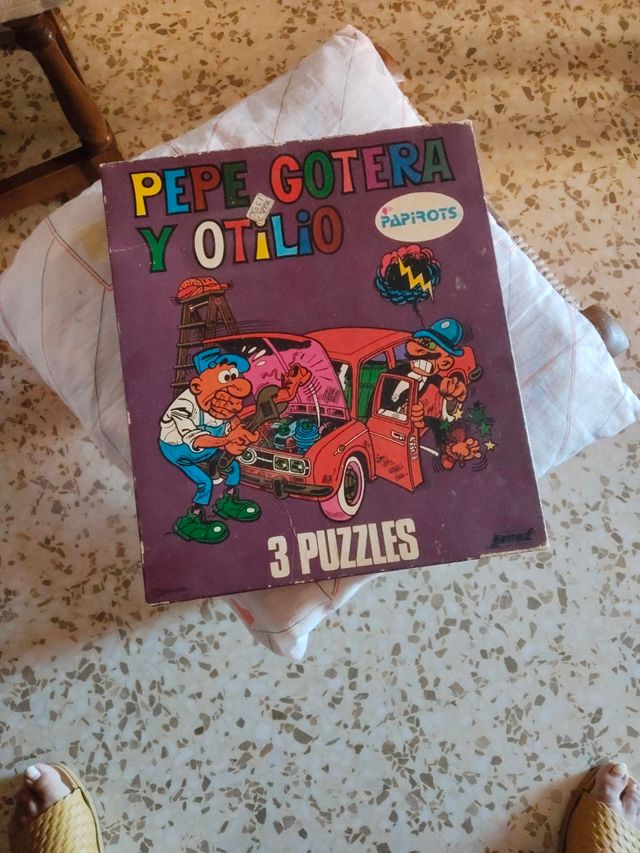 PEPE GOTERA
Y OTILIO
PAPIROTS
3 PUZZLES